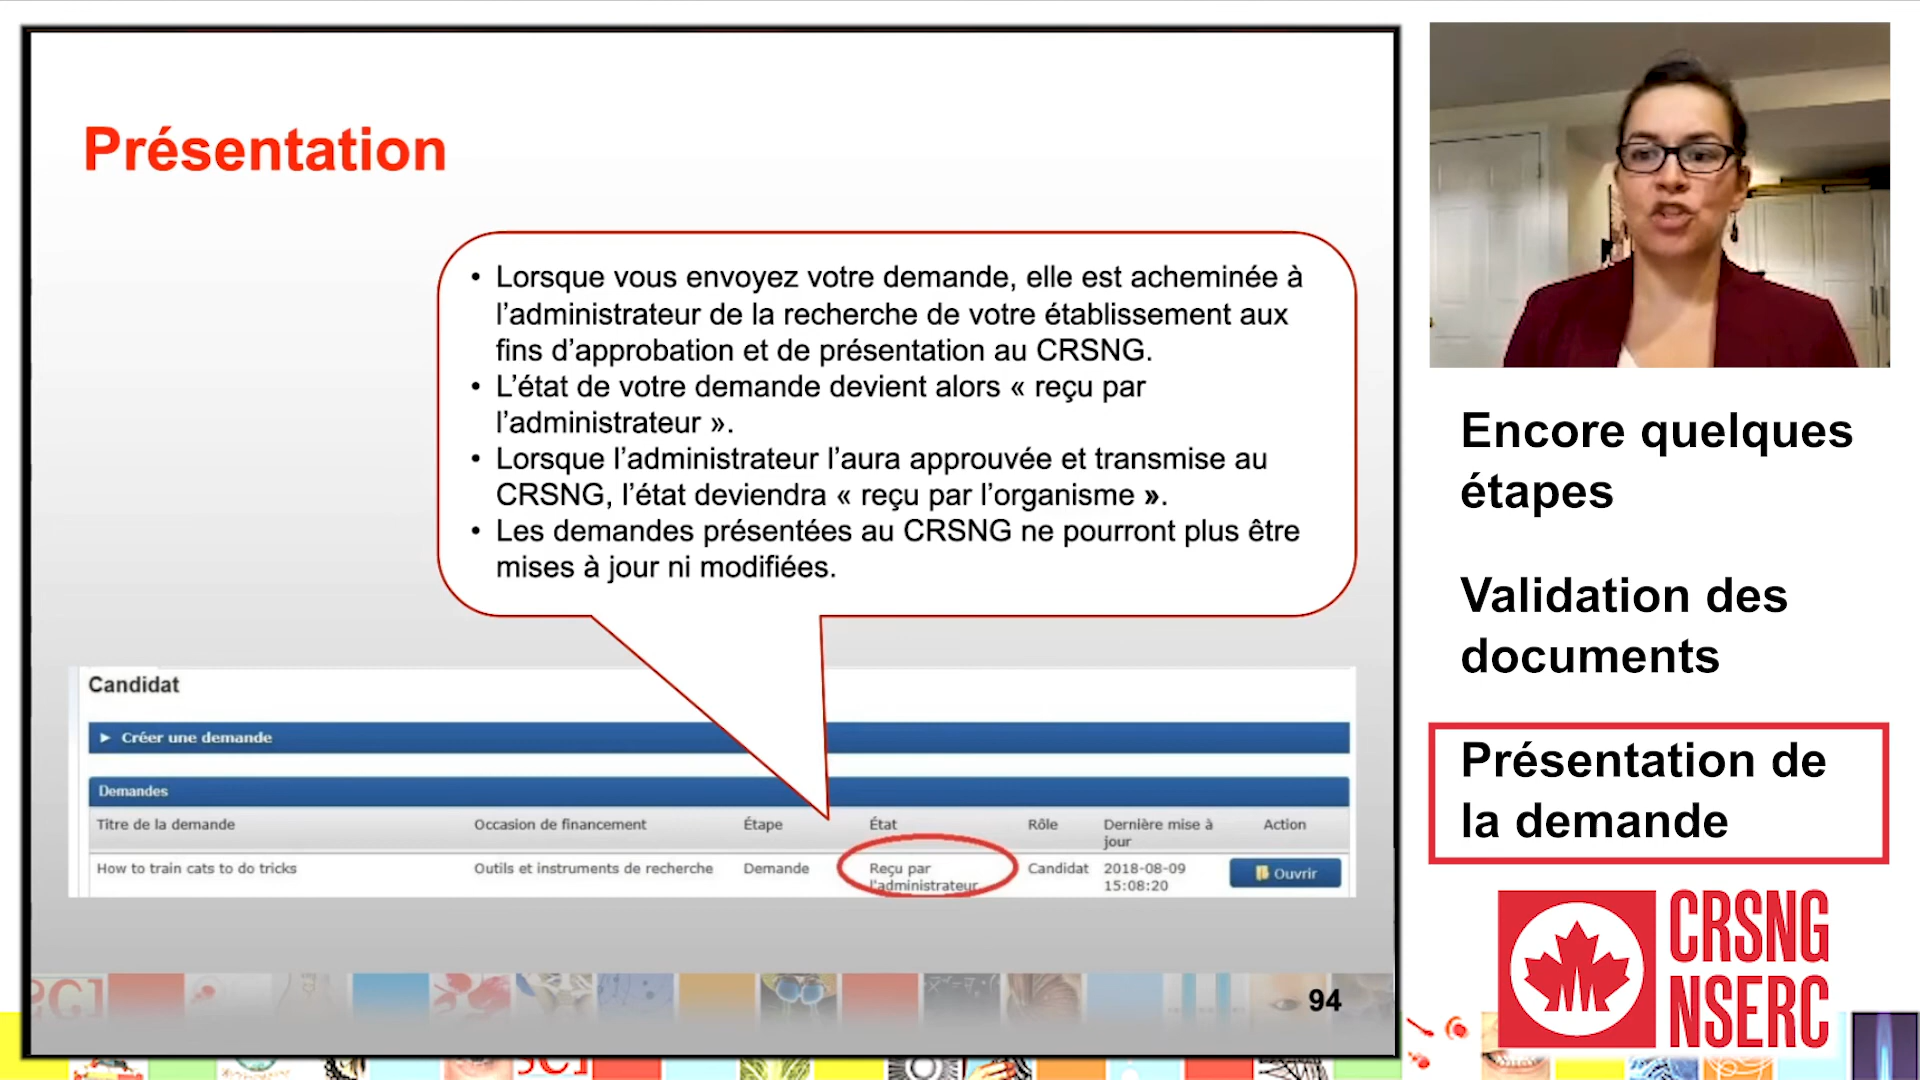 Présentation
• Lorsque vous envoyez votre demande, elle est acheminée à
l’administrateur de la recherche de votre établissement aux
fins d’approbation et de présentation au CRSNG.
• L’état de votre demande devient alors « reçu par
l’administrateur ».
• Lorsque l’administrateur l’aura approuvée et transmise au
CRSNG, l’état deviendra « reçu par l’organisme ».
• Les demandes présentées au CRSNG ne pourront plus être
mises à jour ni modifiées.
Candidat
Créer une demande
Demandes
Titre de la demande Occasion de financement Étape État Rôle Dernière mise à jour Action
How to train cats to do tricks Outils et instruments de recherche Demande Reçu par l’administrateur Candidat 2018-08-09 15:08:20 Ouvrir
94
Encore quelques
étapes
Validation des
documents
Présentation de
la demande
CRSNG
NSERC